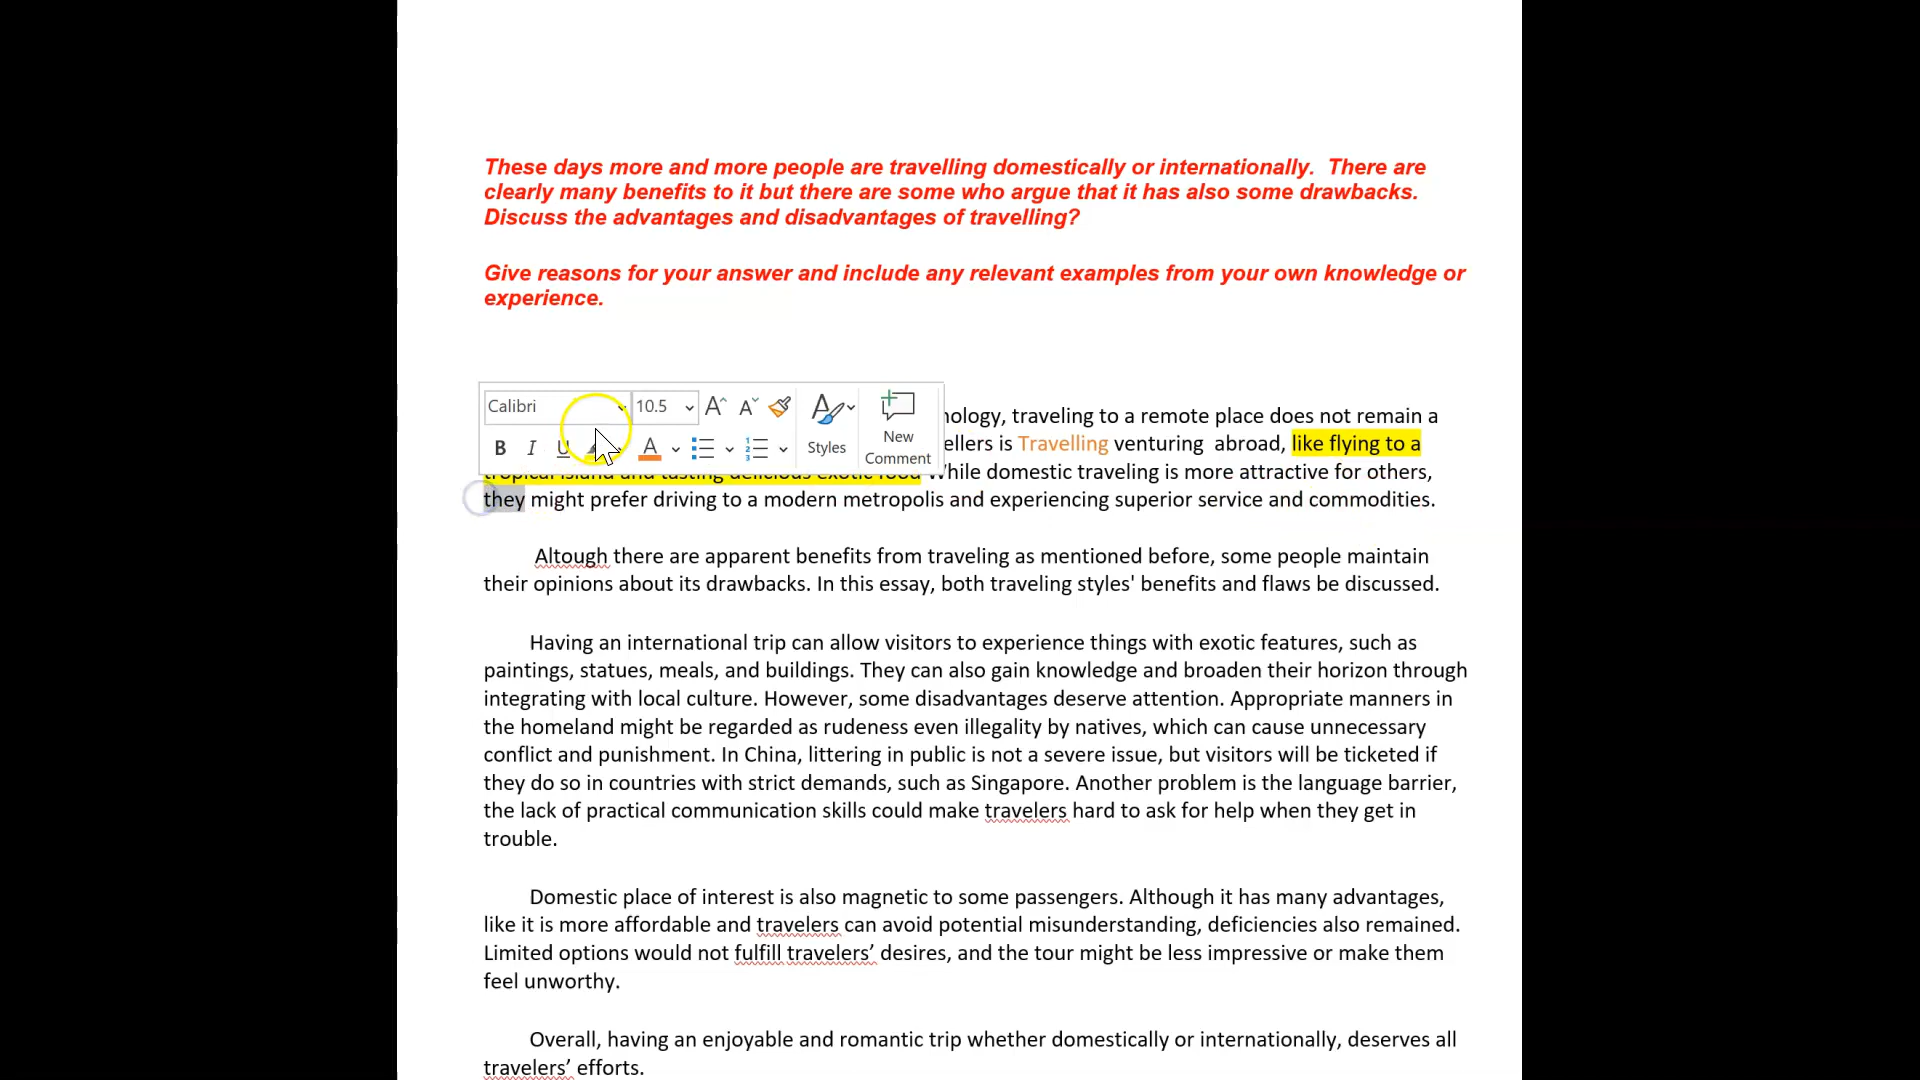 These days more and more people are travelling domestically or internationally.  There are
clearly many benefits to it but there are some who argue that it has also some drawbacks.
Discuss the advantages and disadvantages of travelling?
Give reasons for your answer and include any relevant examples from your own knowledge or
experience.
Calibri 10.5
B I U A Styles New Comment
traveling to a remote place does not remain a
is Travelling venturing  abroad, like flying to a
tropical island and tasting delicious exotic food While domestic traveling is more attractive for others,
they might prefer driving to a modern metropolis and experiencing superior service and commodities.
Altough there are apparent benefits from traveling as mentioned before, some people maintain
their opinions about its drawbacks. In this essay, both traveling styles' benefits and flaws be discussed.
Having an international trip can allow visitors to experience things with exotic features, such as
paintings, statues, meals, and buildings. They can also gain knowledge and broaden their horizon through
integrating with local culture. However, some disadvantages deserve attention. Appropriate manners in
the homeland might be regarded as rudeness even illegality by natives, which can cause unnecessary
conflict and punishment. In China, littering in public is not a severe issue, but visitors will be ticketed if
they do so in countries with strict demands, such as Singapore. Another problem is the language barrier,
the lack of practical communication skills could make travelers hard to ask for help when they get in
trouble.
Domestic place of interest is also magnetic to some passengers. Although it has many advantages,
like it is more affordable and travelers can avoid potential misunderstanding, deficiencies also remained.
Limited options would not fulfill travelers’ desires, and the tour might be less impressive or make them
feel unworthy.
Overall, having an enjoyable and romantic trip whether domestically or internationally, deserves all
travelers’ efforts.